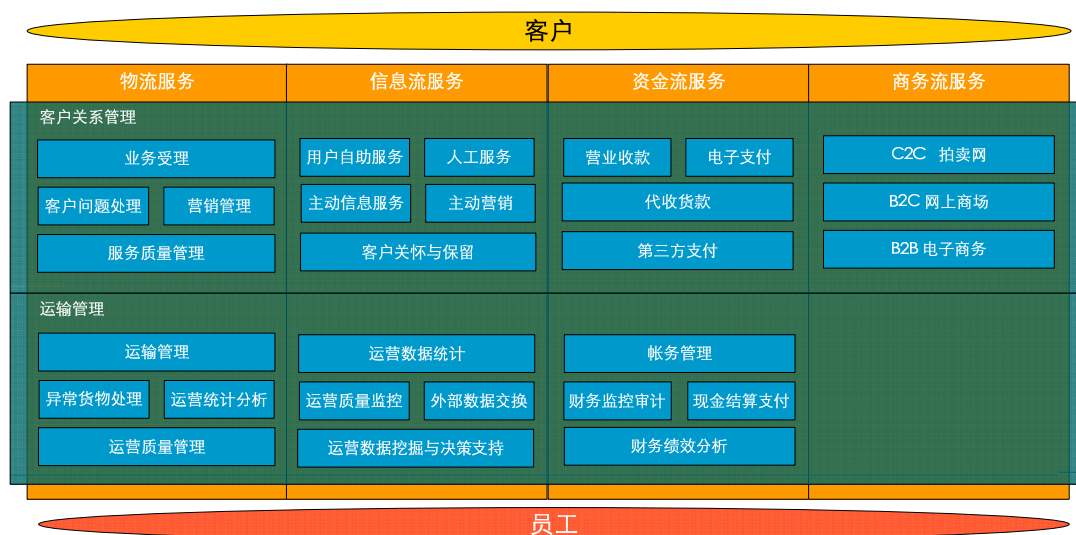 客户
物流服务 信息流服务 资金流服务 商务流服务
客户关系管理
业务受理 用户自助服务 人工服务 营业收款 电子支付 C2C 拍卖网
客户问题处理 营销管理 主动信息服务 主动营销 代收货款 B2C 网上商场
服务质量管理 客户关怀与保留 第三方支付 B2B 电子商务
运输管理
运输管理 运营数据统计 帐务管理
异常货物处理 运营统计分析 运营质量监控 外部数据交换 财务监控审计 现金结算支付
运营质量管理 运营数据挖掘与决策支持 财务绩效分析
员工